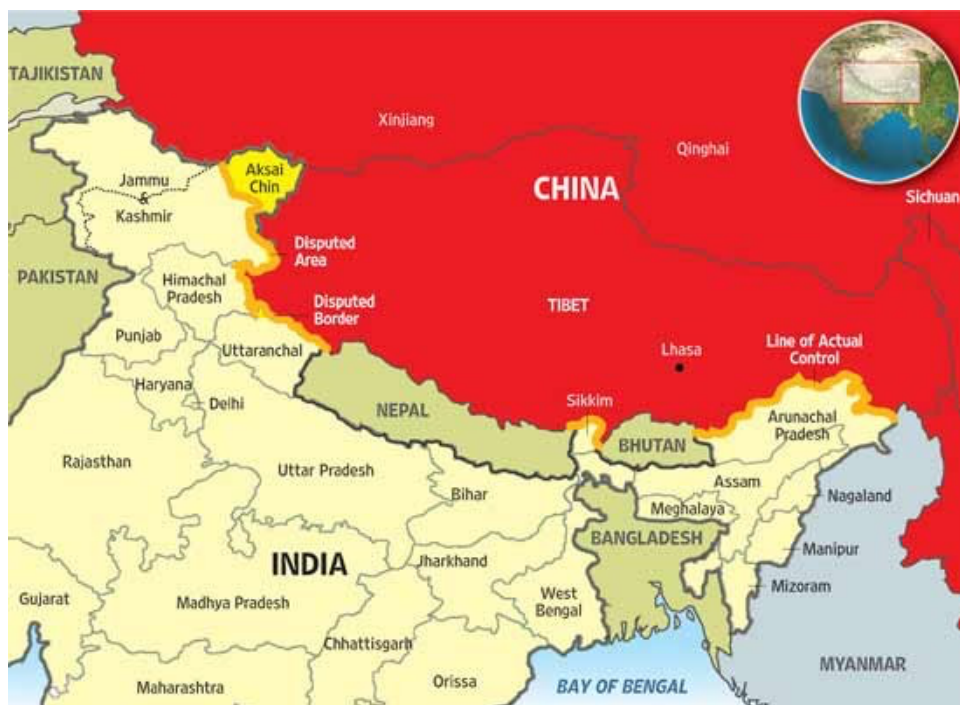 TAJIKISTAN
Xinjiang
Qinghai
Aksai
Chin
Jammu
&
Kashmir
CHINA
Sichuan
Disputed
Area
PAKISTAN
Himachal
Pradesh
Disputed
Border
TIBET
Punjab
Uttaranchal
Lhasa
Line of Actual
Control
Haryana
Delhi
NEPAL
Sikkim
BHUTAN
Arunachal
Pradesh
Rajasthan
Uttar Pradesh
Bihar
Assam
Nagaland
Meghalaya
BANGLADESH
Manipur
INDIA
Jharkhand
Mizoram
Gujarat
Madhya Pradesh
West
Bengal
Chhattisgarh
MYANMAR
Maharashtra
Orissa
BAY OF BENGAL